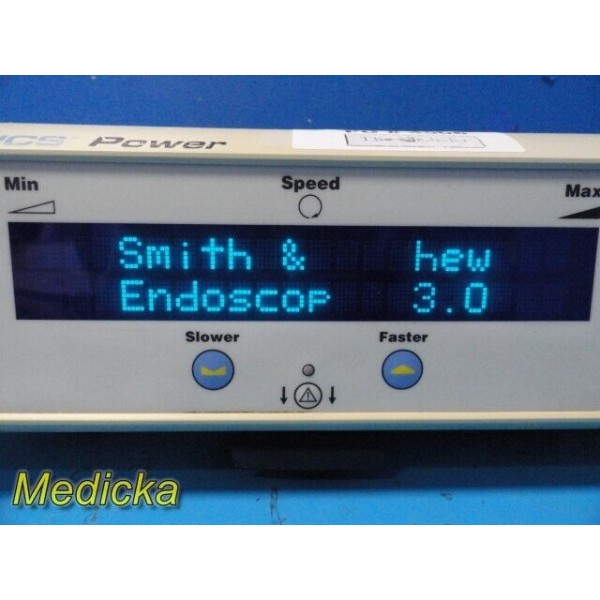 Power
Min
Speed
Max
Smith & hew
Endoscop 3.0
Slower
Faster
Medicka